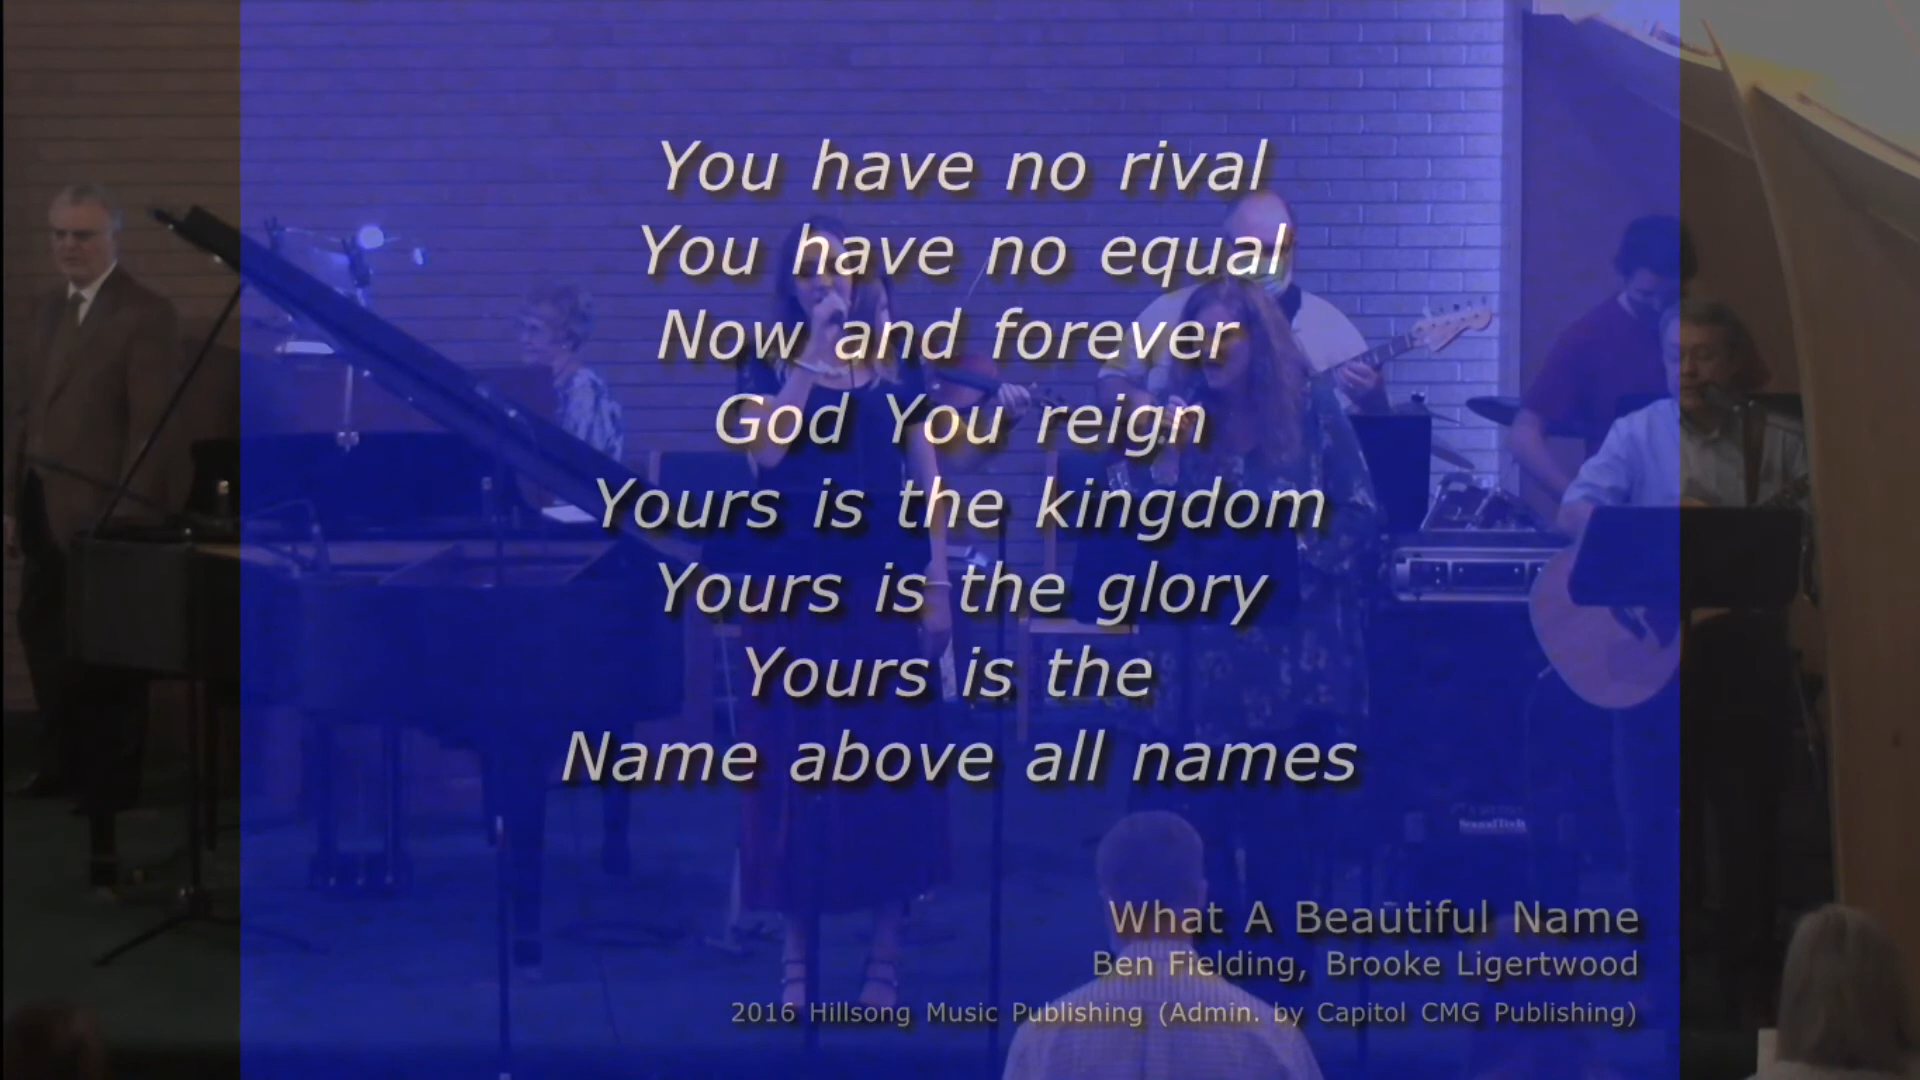 You have no rival
You have no equal
Now and forever
God You reign
Yours is the kingdom
Yours is the glory
Yours is the
Name above all names
SoundTech
What A Beautiful Name
Ben Fielding, Brooke Ligertwood
2016 Hillsong Music Publishing (Admin. by Capitol CMG Publishing)